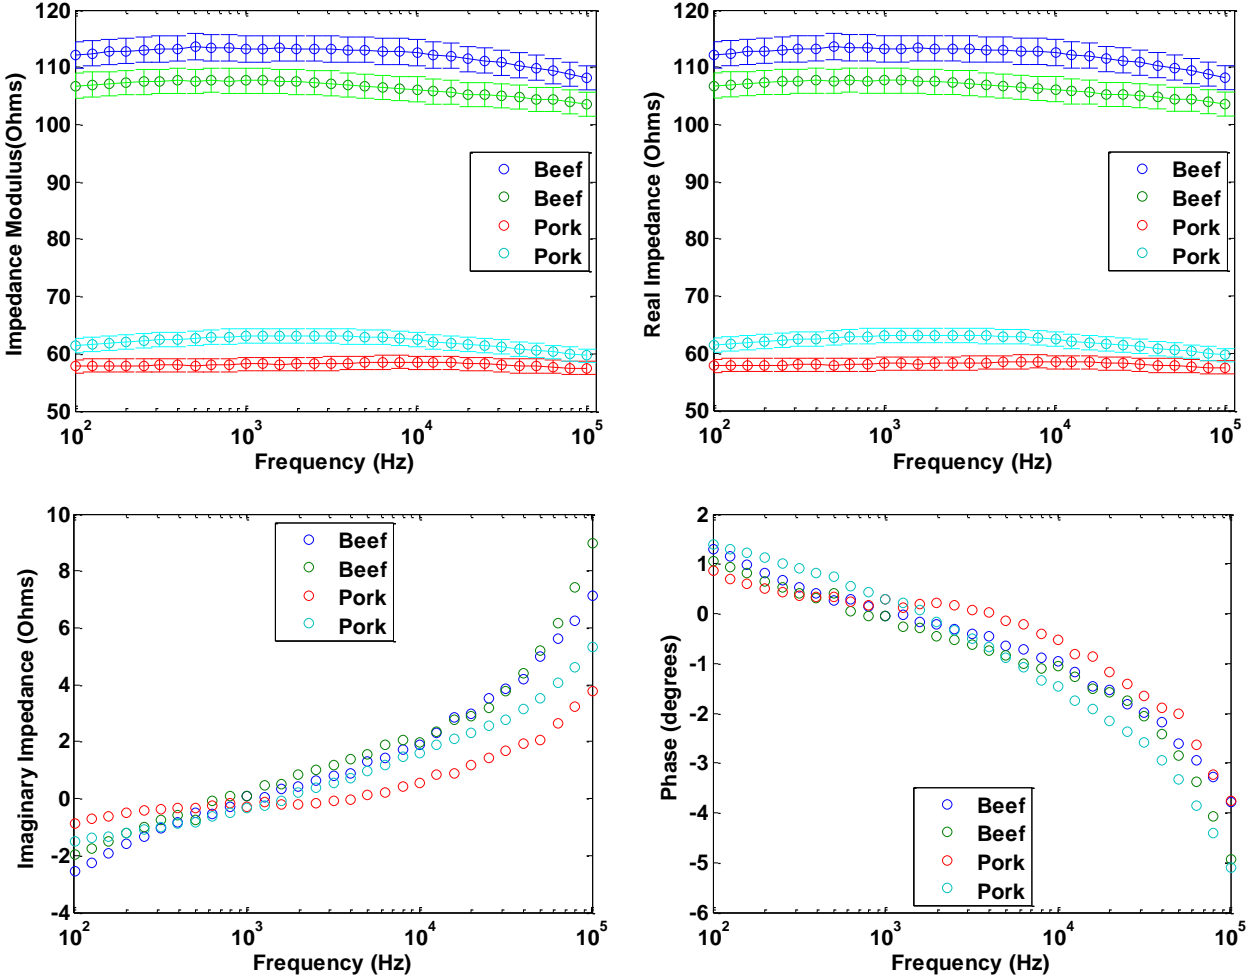 120
110
100
90
80
70
60
50
Impedance Modulus(Ohms)
Beef
Beef
Pork
Pork
10^2 10^3 10^4 10^5
Frequency (Hz)
120
110
100
90
80
70
60
50
Real Impedance (Ohms)
Beef
Beef
Pork
Pork
10^2 10^3 10^4 10^5
Frequency (Hz)
10
8
6
4
2
0
-2
-4
Imaginary Impedance (Ohms)
Beef
Beef
Pork
Pork
10^2 10^3 10^4 10^5
Frequency (Hz)
2
1
0
-1
-2
-3
-4
-5
-6
Phase (degrees)
Beef
Beef
Pork
Pork
10^2 10^3 10^4 10^5
Frequency (Hz)